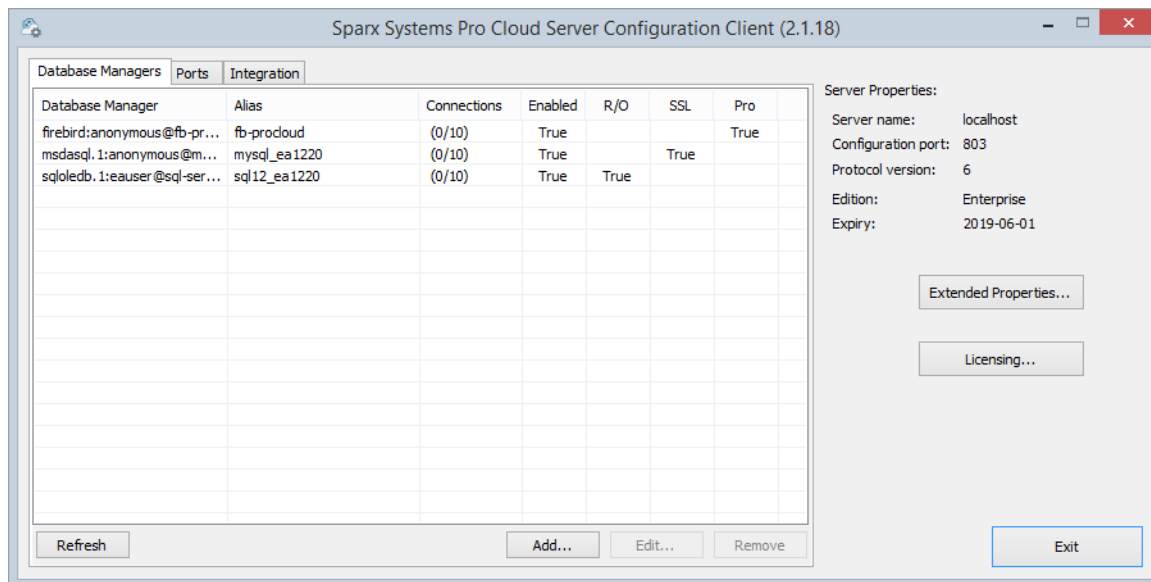 Sparx Systems Pro Cloud Server Configuration Client (2.1.18)
Database Managers Ports Integration
Database Manager Alias Connections Enabled R/O SSL Pro
firebird:anonymous@fb-pr... fb-procloud (0/10) True True
msdasql.1:anonymous@m... mysql_ea1220 (0/10) True True
sqloledb.1:eauser@sql-ser... sql12_ea1220 (0/10) True True
Refresh Add... Edit... Remove
Server Properties:
Server name: localhost
Configuration port: 803
Protocol version: 6
Edition: Enterprise
Expiry: 2019-06-01
Extended Properties...
Licensing...
Exit